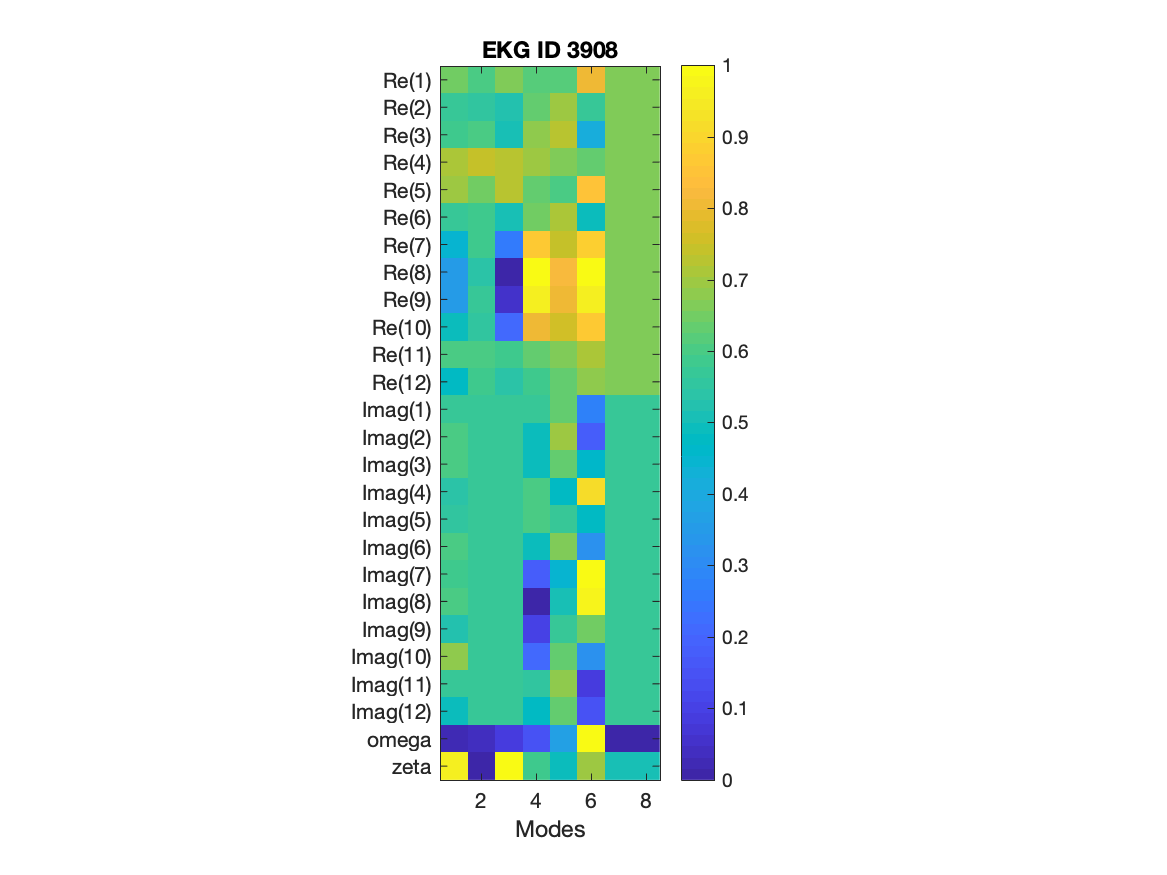 EKG ID 3908
Re(1)
Re(2)
Re(3)
Re(4)
Re(5)
Re(6)
Re(7)
Re(8)
Re(9)
Re(10)
Re(11)
Re(12)
Imag(1)
Imag(2)
Imag(3)
Imag(4)
Imag(5)
Imag(6)
Imag(7)
Imag(8)
Imag(9)
Imag(10)
Imag(11)
Imag(12)
omega
zeta
2 4 6 8
Modes
1
0.9
0.8
0.7
0.6
0.5
0.4
0.3
0.2
0.1
0